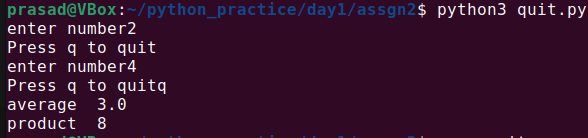 prasad@VBox:~/python_practice/day1/assgn2$ python3 quit.py
enter number2
Press q to quit
enter number4
Press q to quitq
average  3.0
product  8